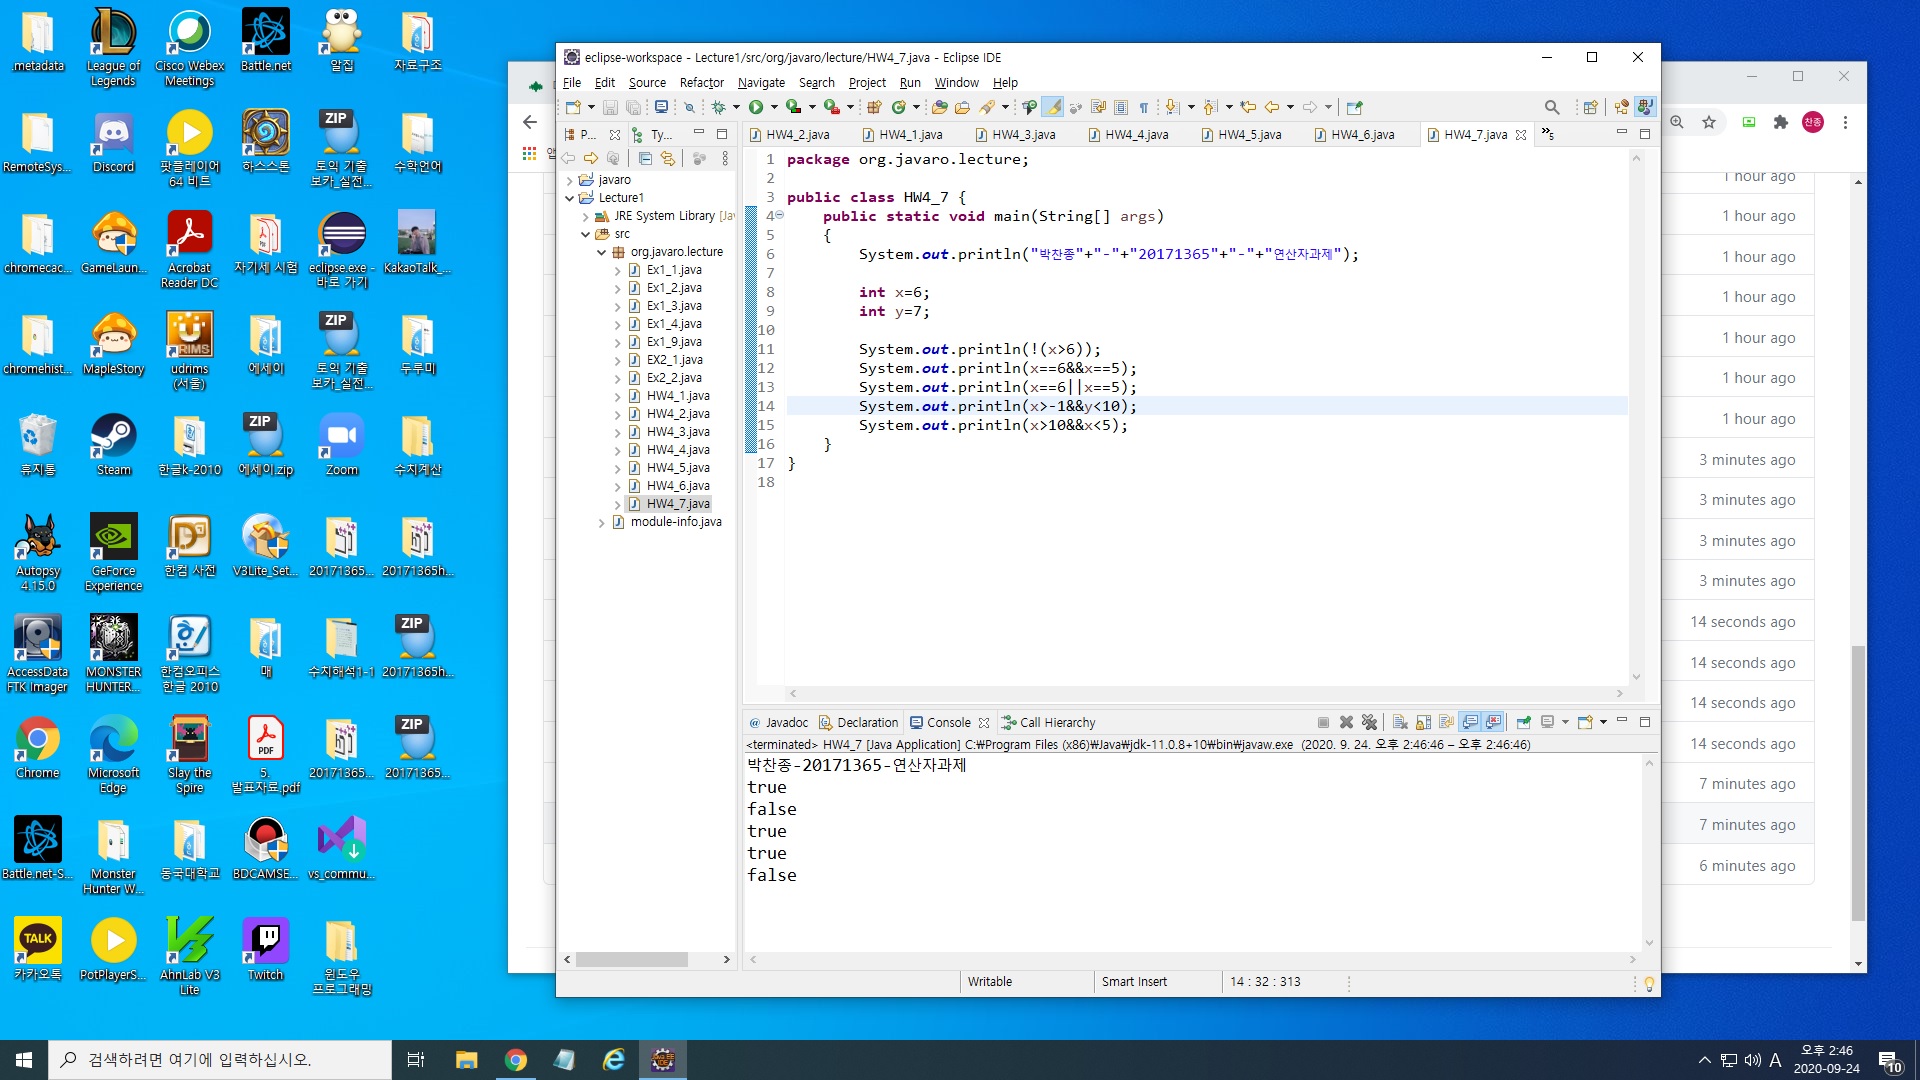 .metadata
League of Legends
Cisco Webex Meetings
Battle.net
알집
자료구조
RemoteSys...
Discord
팟플레이어 64 비트
하스스톤
ZIP
토익 기출 보카_실전...
수학언어
chromecac...
GameLaun...
Acrobat Reader DC
자기세 시험
eclipse.exe - 바로 가기
KakaoTalk_...
chromehist...
MapleStory
udrims (서울)
에세이
ZIP
토익 기출 보카_실전...
두루미
휴지통
Steam
한글k-2010
ZIP
에세이.zip
Zoom
수치계산
Autopsy 4.15.0
GeForce Experience
한컴 사전
V3Lite_Set...
20171365...
20171365h...
AccessData FTK Imager
MONSTER HUNTER...
한컴오피스 한글 2010
매
수치해석1-1
ZIP
20171365h...
Chrome
Microsoft Edge
Slay the Spire
PDF
5. 발표자료.pdf
20171365...
ZIP
20171365...
Battle.net-S...
Monster Hunter W...
동국대학교
BDCAMSE...
vs_commu...
TALK
카카오톡
PotPlayerS...
AhnLab V3 Lite
Twitch
윈도우 프로그래밍
eclipse-workspace - Lecture1/src/org/javaro/lecture/HW4_7.java - Eclipse IDE
File Edit Source Refactor Navigate Search Project Run Window Help
P... Ty...
HW4_2.java HW4_1.java HW4_3.java HW4_4.java HW4_5.java HW4_6.java HW4_7.java »5
javaro
Lecture1
JRE System Library [Jav
src
org.javaro.lecture
Ex1_1.java
Ex1_2.java
Ex1_3.java
Ex1_4.java
Ex1_9.java
EX2_1.java
Ex2_2.java
HW4_1.java
HW4_2.java
HW4_3.java
HW4_4.java
HW4_5.java
HW4_6.java
HW4_7.java
module-info.java
1 package org.javaro.lecture;
2
3 public class HW4_7 {
4 public static void main(String[] args)
5 {
6 System.out.println("박찬종"+"-"+"20171365"+"-"+"연산자과제");
7
8 int x=6;
9 int y=7;
10
11 System.out.println(!(x>6));
12 System.out.println(x==6&&x==5);
13 System.out.println(x==6||x==5);
14 System.out.println(x>-1&&y<10);
15 System.out.println(x>10&&x<5);
16 }
17 }
18
@ Javadoc Declaration Console Call Hierarchy
<terminated> HW4_7 [Java Application] C:₩Program Files (x86)₩Java₩jdk-11.0.8+10₩bin₩javaw.exe (2020. 9. 24. 오후 2:46:46 – 오후 2:46:46)
박찬종-20171365-연산자과제
true
false
true
true
false
Writable
Smart Insert
14 : 32 : 313
찬종
1 hour ago
1 hour ago
1 hour ago
1 hour ago
1 hour ago
1 hour ago
1 hour ago
3 minutes ago
3 minutes ago
3 minutes ago
3 minutes ago
14 seconds ago
14 seconds ago
14 seconds ago
14 seconds ago
7 minutes ago
7 minutes ago
6 minutes ago
검색하려면 여기에 입력하십시오.
A
오후 2:46
2020-09-24
10